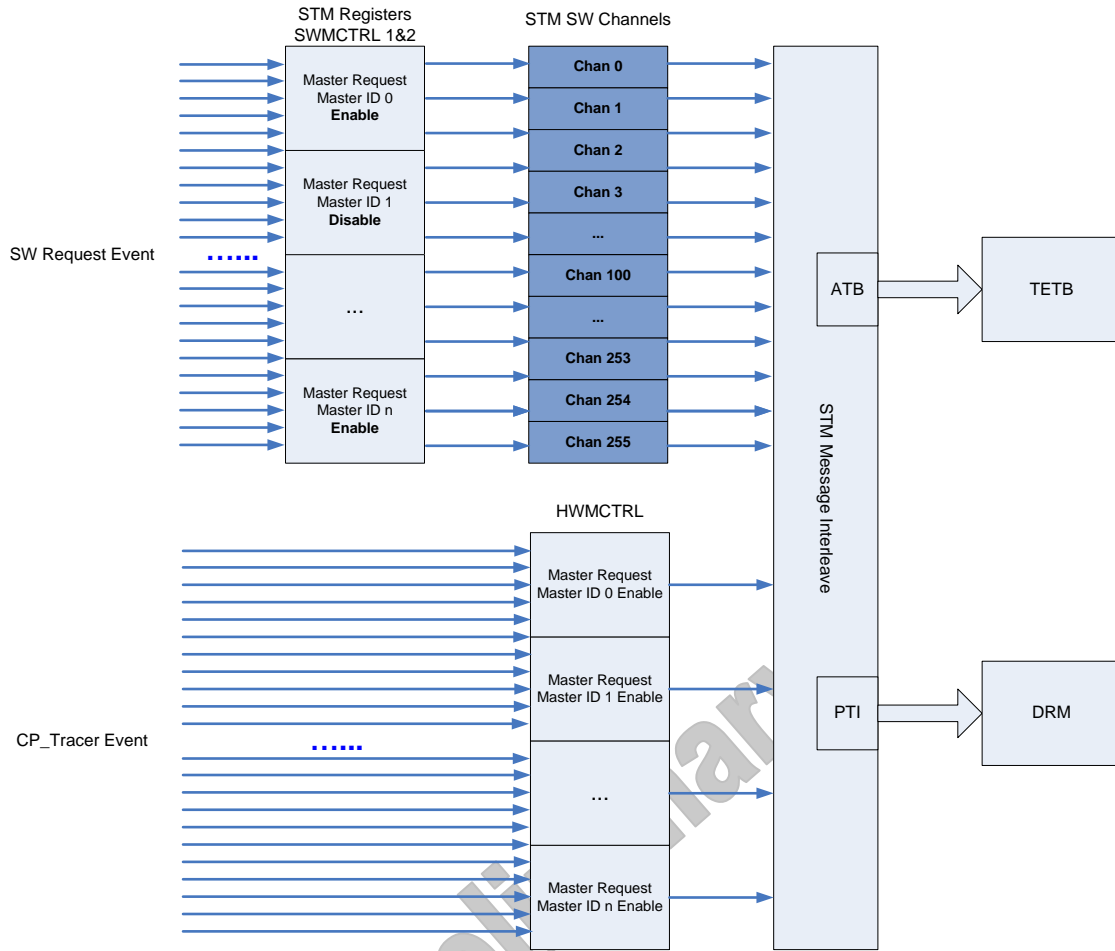 STM Registers
SWMCTRL 1&2
STM SW Channels
Master Request
Master ID 0
Enable
Master Request
Master ID 1
Disable
...
Master Request
Master ID n
Enable
Chan 0
Chan 1
Chan 2
Chan 3
...
Chan 100
...
Chan 253
Chan 254
Chan 255
SW Request Event
…...
HWMCTRL
Master Request
Master ID 0 Enable
Master Request
Master ID 1 Enable
...
Master Request
Master ID n Enable
CP_Tracer Event
…...
STM Message Interleave
ATB
TETB
PTI
DRM